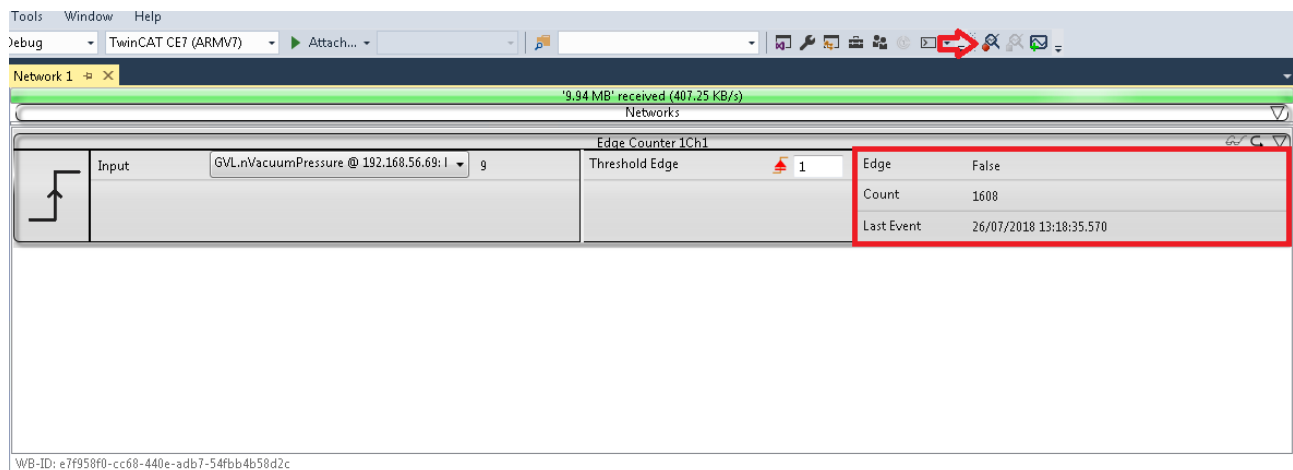 Tools Window Help
Debug TwinCAT CE7 (ARMV7) Attach...
Network 1
'9.94 MB' received (407.25 KB/s)
Networks
Edge Counter 1Ch1
Input GVL.nVacuumPressure @ 192.168.56.69: 9 Threshold Edge 1 Edge False
Count 1608
Last Event 26/07/2018 13:18:35.570
WB-ID: e7f958f0-cc68-440e-adb7-54fbb4b58d2c